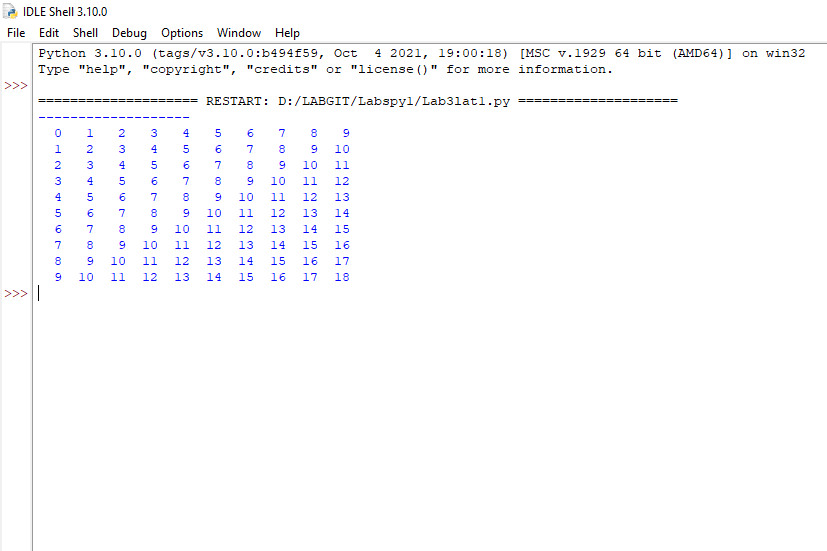 IDLE Shell 3.10.0
File Edit Shell Debug Options Window Help
Python 3.10.0 (tags/v3.10.0:b494f59, Oct  4 2021, 19:00:18) [MSC v.1929 64 bit (AMD64)] on win32
Type "help", "copyright", "credits" or "license()" for more information.
>>>
==================== RESTART: D:/LABGIT/Labspy1/Lab3lat1.py ====================
-------------------
0 1 2 3 4 5 6 7 8 9
1 2 3 4 5 6 7 8 9 10
2 3 4 5 6 7 8 9 10 11
3 4 5 6 7 8 9 10 11 12
4 5 6 7 8 9 10 11 12 13
5 6 7 8 9 10 11 12 13 14
6 7 8 9 10 11 12 13 14 15
7 8 9 10 11 12 13 14 15 16
8 9 10 11 12 13 14 15 16 17
9 10 11 12 13 14 15 16 17 18
>>>